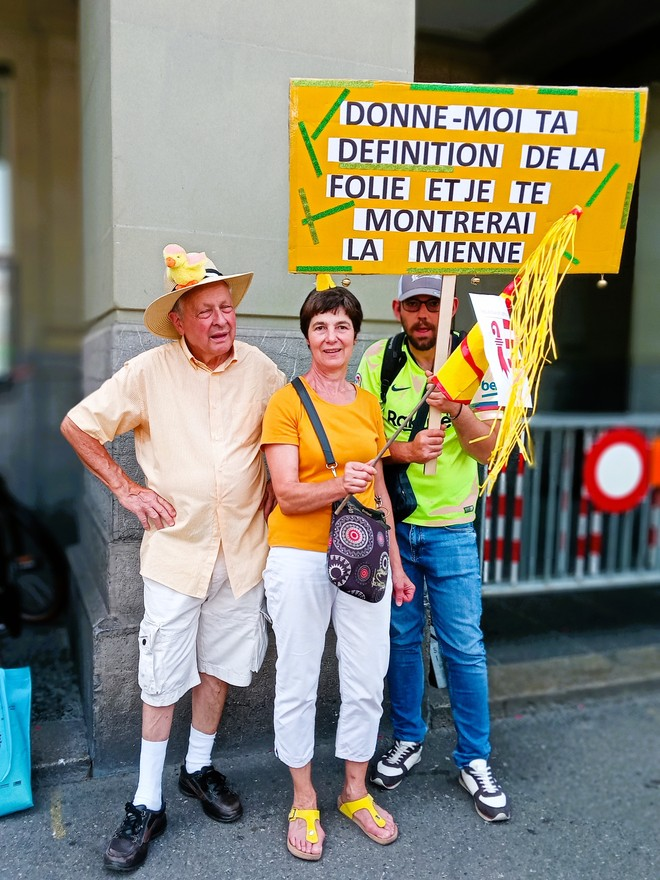 DONNE-MOI TA
DEFINITION DE LA
FOLIE ET JE TE
MONTRERAI
LA MIENNE